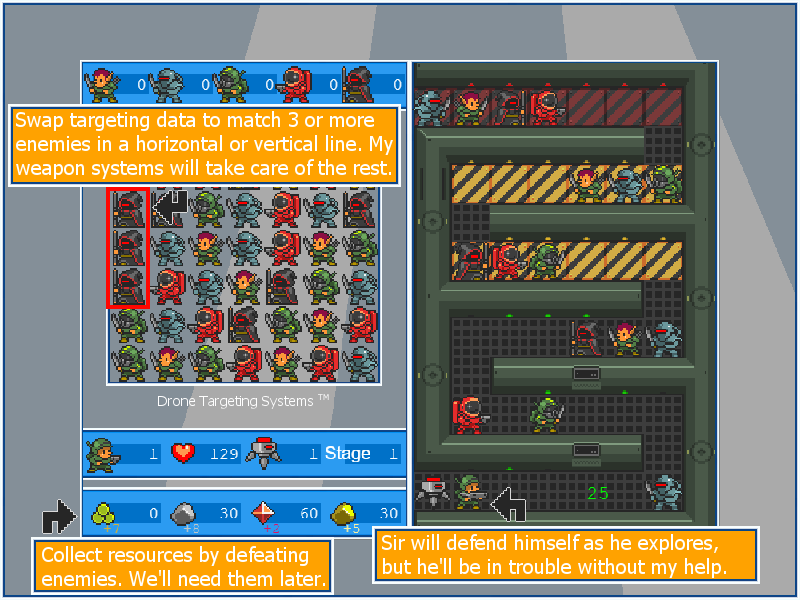 0 0 0 0 0
Swap targeting data to match 3 or more
enemies in a horizontal or vertical line. My
weapon systems will take care of the rest.
Drone Targeting Systems ™
1 129 1 Stage 1
25
0 30 60 30
+7 +8 +2 +5
Collect resources by defeating
enemies. We'll need them later.
Sir will defend himself as he explores,
but he'll be in trouble without my help.